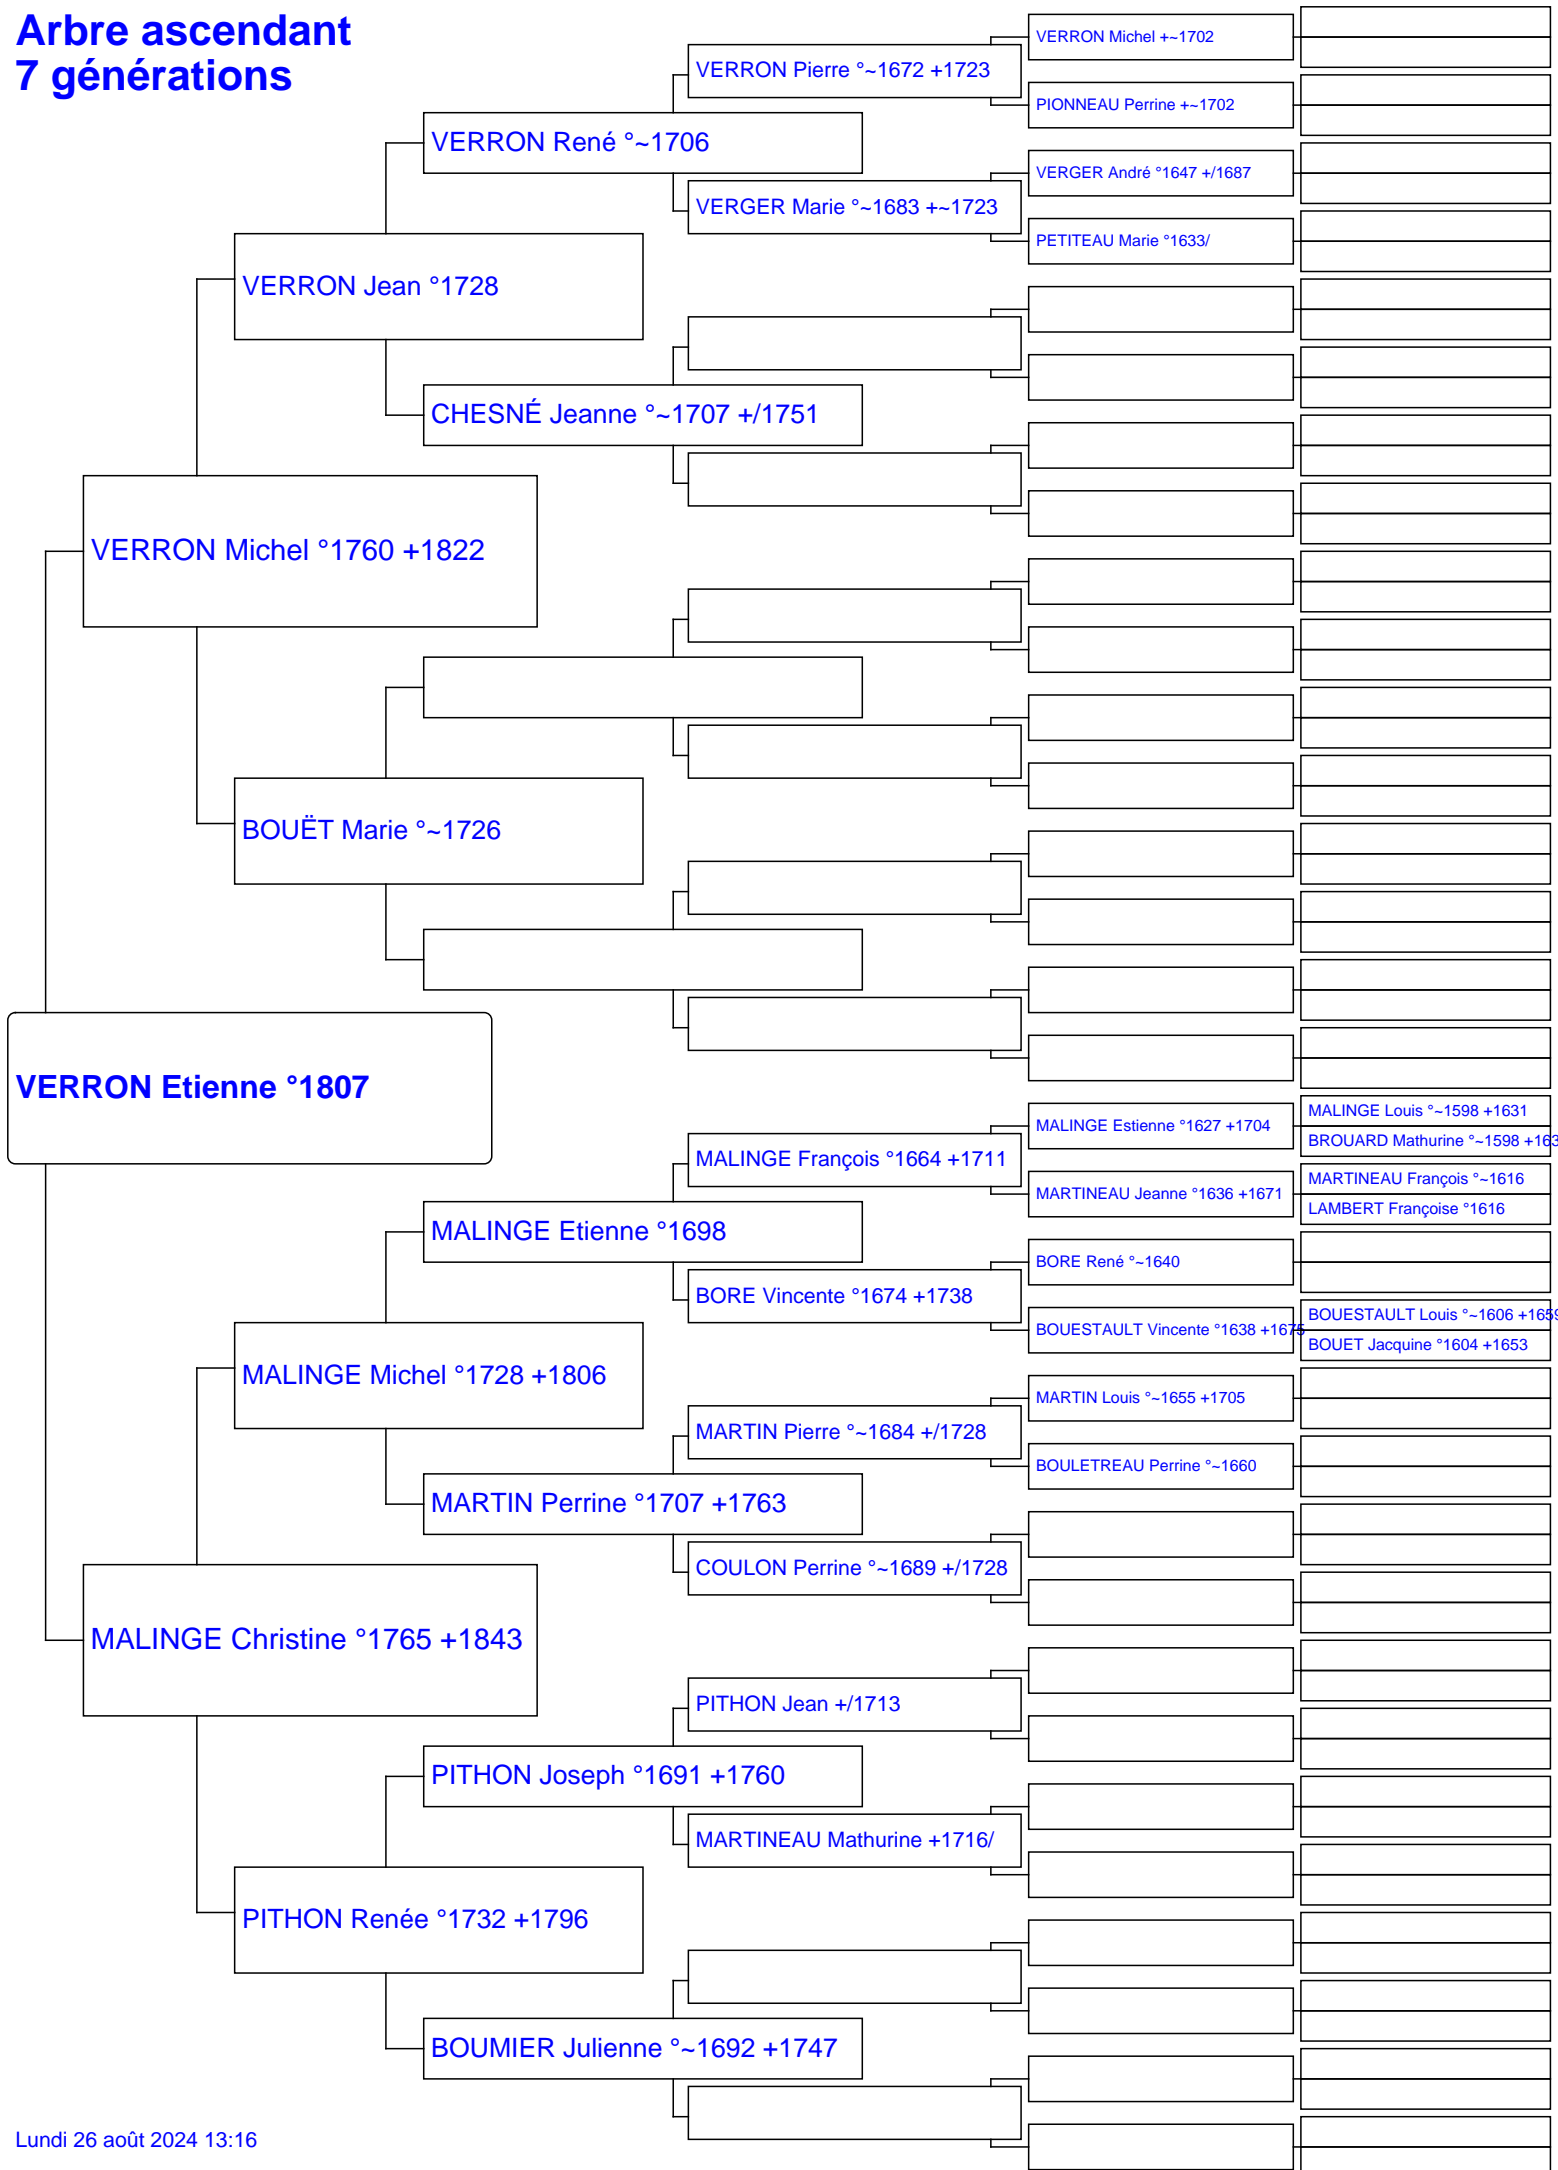 Arbre ascendant
7 générations
VERRON Michel +~1702
VERRON Pierre °~1672 +1723
PIONNEAU Perrine +~1702
VERRON René °~1706
VERGER André °1647 +/1687
VERGER Marie °~1683 +~1723
PETITEAU Marie °1633/
VERRON Jean °1728
CHESNÉ Jeanne °~1707 +/1751
VERRON Michel °1760 +1822
BOUËT Marie °~1726
VERRON Etienne °1807
MALINGE Louis °~1598 +1631
MALINGE Estienne °1627 +1704
BROUARD Mathurine °~1598 +163
MALINGE François °1664 +1711
MARTINEAU François °~1616
MARTINEAU Jeanne °1636 +1671
LAMBERT Françoise °1616
MALINGE Etienne °1698
BORE René °~1640
BORE Vincente °1674 +1738
BOUESTAULT Louis °~1606 +1659
BOUESTAULT Vincente °1638 +1675
BOUET Jacquine °1604 +1653
MALINGE Michel °1728 +1806
MARTIN Louis °~1655 +1705
MARTIN Pierre °~1684 +/1728
BOULETREAU Perrine °~1660
MARTIN Perrine °1707 +1763
COULON Perrine °~1689 +/1728
MALINGE Christine °1765 +1843
PITHON Jean +/1713
PITHON Joseph °1691 +1760
MARTINEAU Mathurine +1716/
PITHON Renée °1732 +1796
BOUMIER Julienne °~1692 +1747
Lundi 26 août 2024 13:16